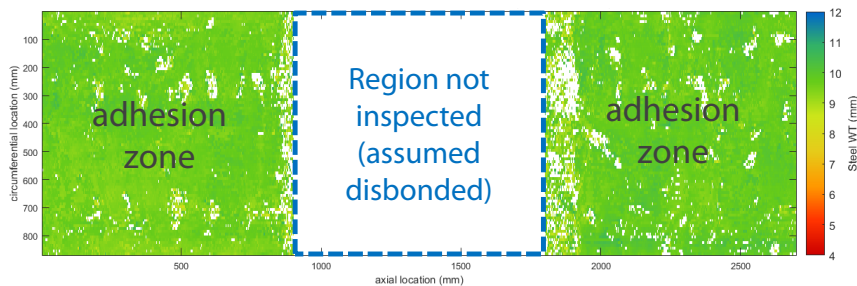 100
200
300
400
500
600
700
800
circumferential location (mm)
adhesion
zone
Region not
inspected
(assumed
disbonded)
adhesion
zone
500
1000
1500
2000
2500
axial location (mm)
12
11
10
9
8
7
6
5
4
Steel WT (mm)